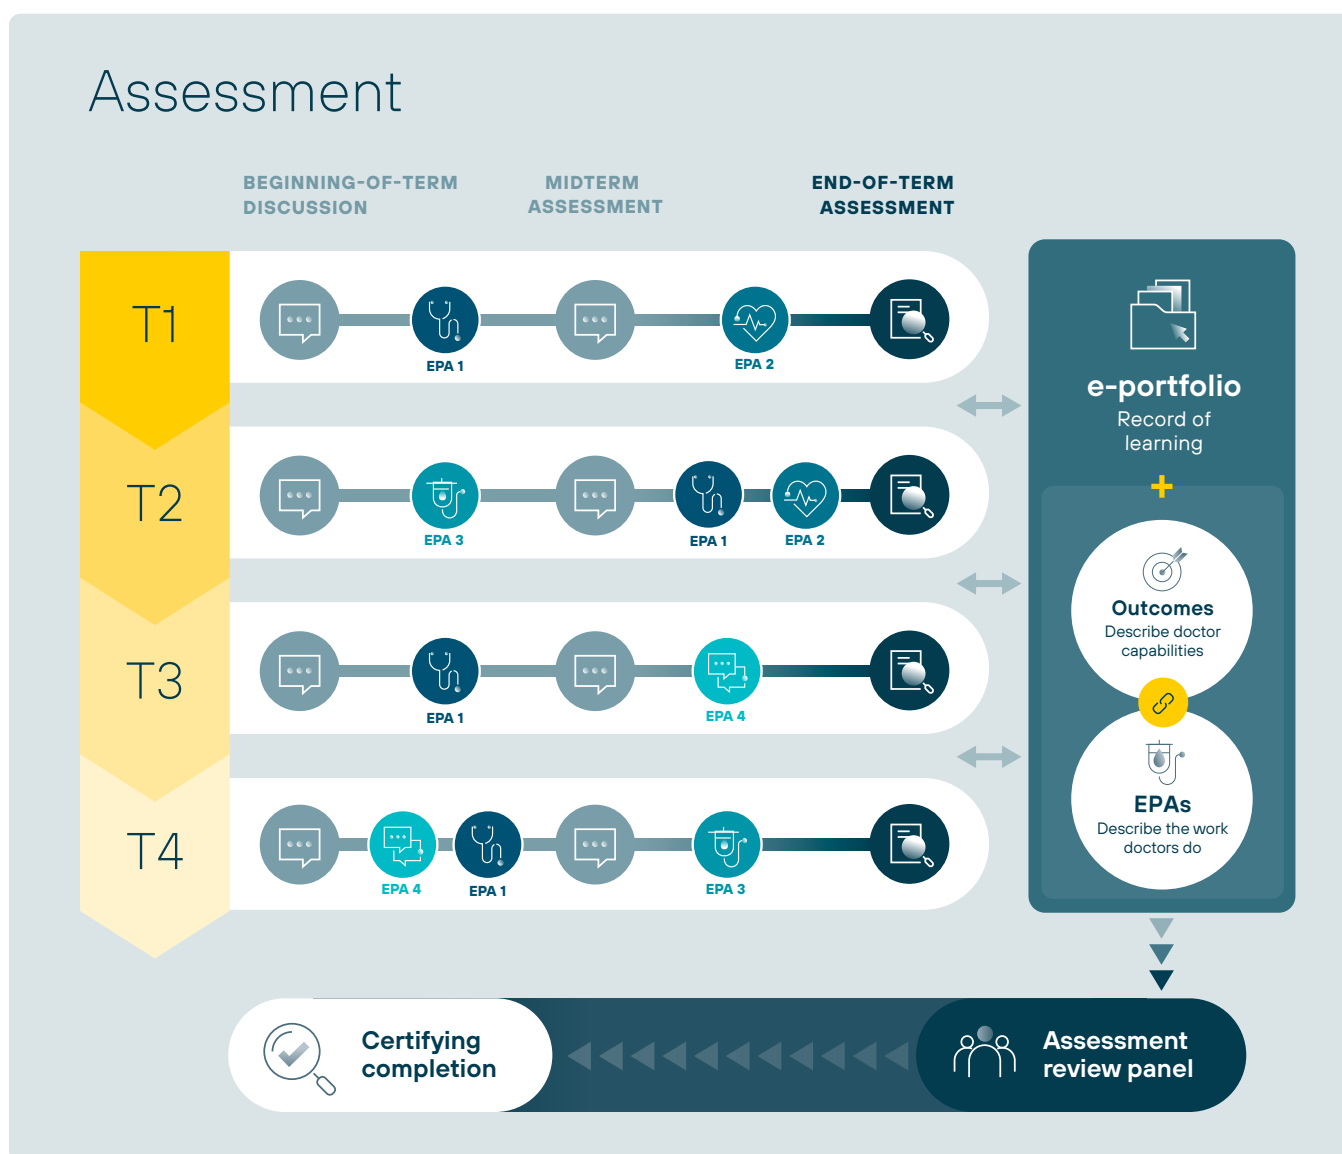 Assessment
BEGINNING-OF-TERM
DISCUSSION
MIDTERM
ASSESSMENT
END-OF-TERM
ASSESSMENT
T1
EPA 1
EPA 2
T2
EPA 3
EPA 1
EPA 2
T3
EPA 1
EPA 4
T4
EPA 4
EPA 1
EPA 3
e-portfolio
Record of
learning
+
Outcomes
Describe doctor
capabilities
EPAs
Describe the work
doctors do
Certifying
completion
Assessment
review panel